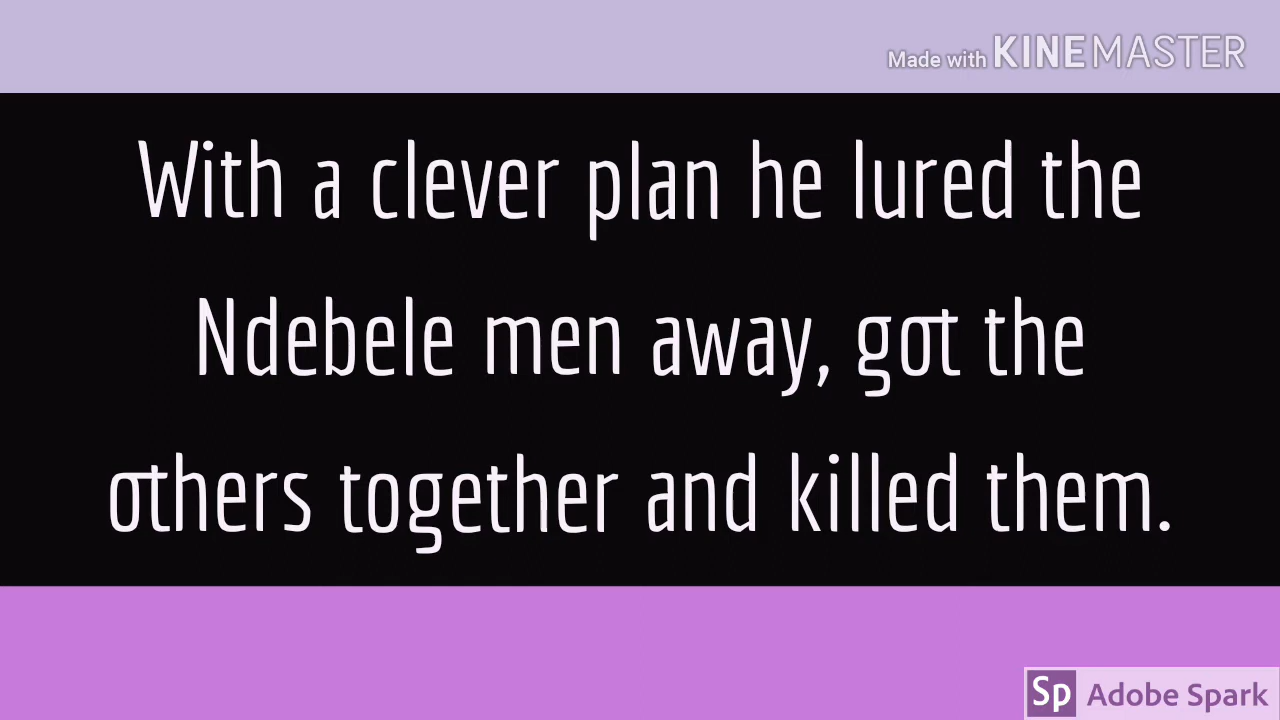 Made with KINEMASTER
With a clever plan he lured the
Ndebele men away, got the
others together and killed them.
Sp Adobe Spark